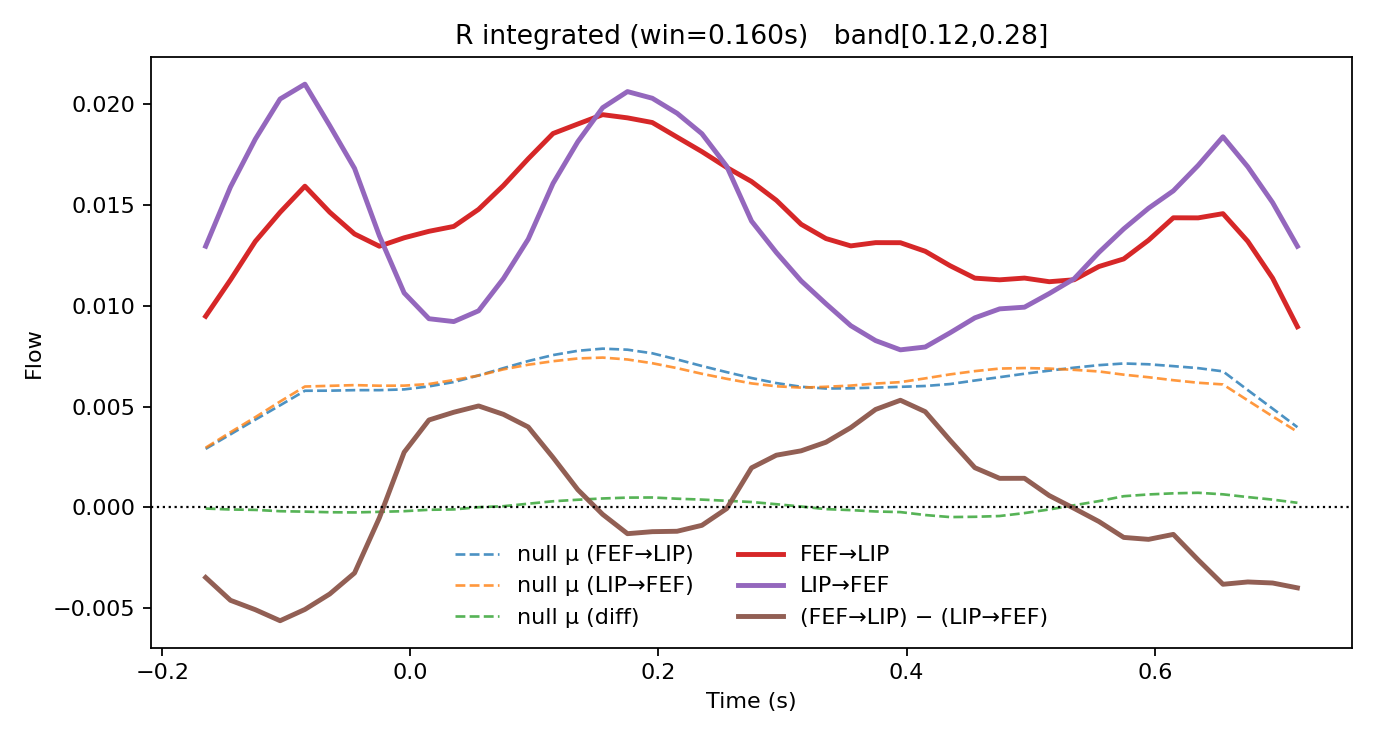 R integrated (win=0.160s)   band[0.12,0.28]
Flow
0.020
0.015
0.010
0.005
0.000
−0.005
null μ (FEF→LIP)
null μ (LIP→FEF)
null μ (diff)
FEF→LIP
LIP→FEF
(FEF→LIP) − (LIP→FEF)
−0.2 0.0 0.2 0.4 0.6
Time (s)